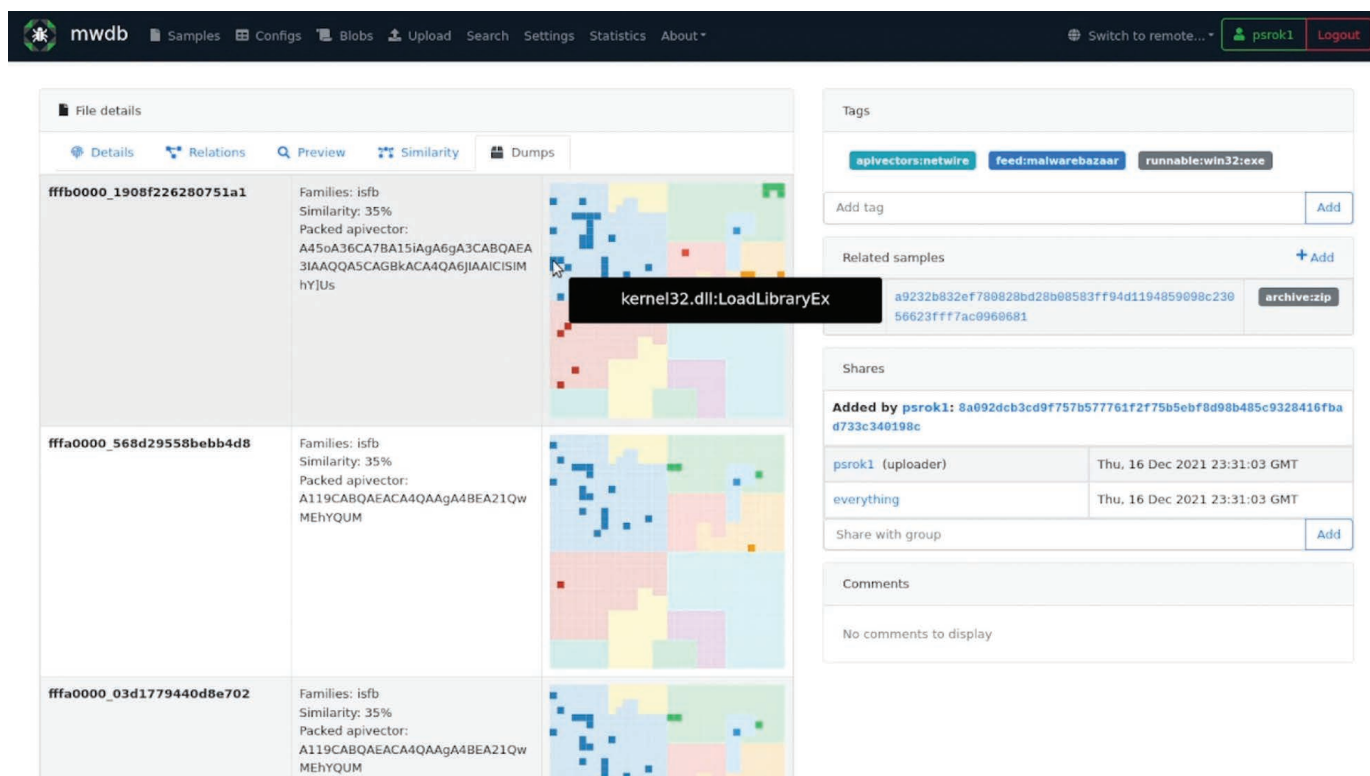 mwdb Samples Configs Blobs Upload Search Settings Statistics About Switch to remote... psrok1 Logout
File details
Details Relations Preview Similarity Dumps
fffb0000_1908f226280751a1
Families: isfb
Similarity: 35%
Packed apivector:
A45oA36CA7BA15iAgA6gA3CABQAEA
3IAAQQA5CAGBkACA4QA6JIAAICISIM
hY]Us
kernel32.dll:LoadLibraryEx
fffa0000_568d29558bebb4d8
Families: isfb
Similarity: 35%
Packed apivector:
A119CABQAEACA4QAAgA4BEA21Qw
MEhYQUM
fffa0000_03d1779440d8e702
Families: isfb
Similarity: 35%
Packed apivector:
A119CABQAEACA4QAAgA4BEA21Qw
MEhYQUM
Tags
apivectors:netwire feed:malwarebazaar runnable:win32:exe
Add tag Add
Related samples + Add
a9232b832ef780828bd28b08583ff94d1194859098c230 archive:zip
56623fff7ac0960681
Shares
Added by psrok1: 8a092dcb3cd9f757b577761f2f75b5ebf8d98b485c9328416fba
d733c340198c
psrok1 (uploader) Thu, 16 Dec 2021 23:31:03 GMT
everything Thu, 16 Dec 2021 23:31:03 GMT
Share with group Add
Comments
No comments to display